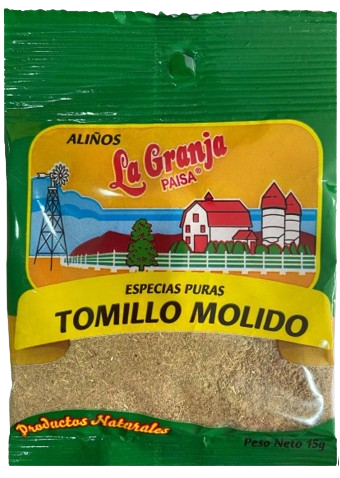 ALIÑOS
La Granja
PAISA®
ESPECIAS PURAS
TOMILLO MOLIDO
Productos Naturales
Peso Neto 15g